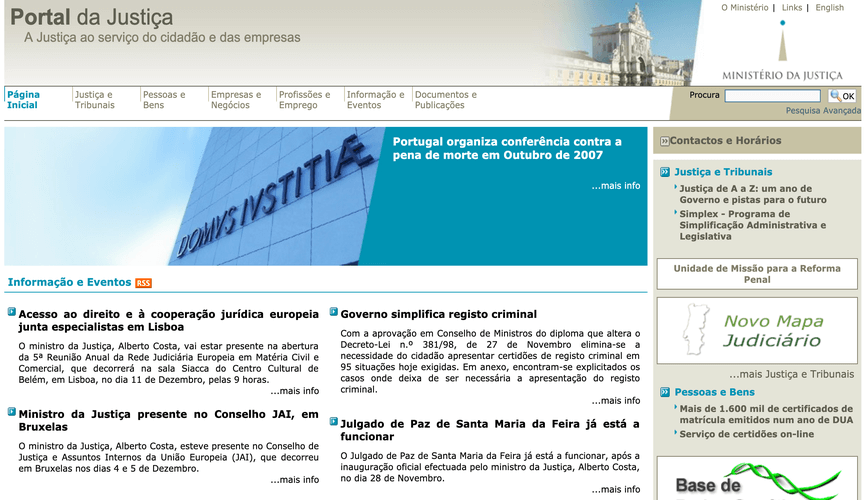 Portal da Justiça
A Justiça ao serviço do cidadão e das empresas
O Ministério | Links | English
MINISTÉRIO DA JUSTIÇA
Página
Inicial
Justiça e
Tribunais
Pessoas e
Bens
Empresas e
Negócios
Profissões e
Emprego
Informação e
Eventos
Documentos e
Publicações
Procura
OK
Pesquisa Avançada
DOMVS IVSTITIÆ
Portugal organiza conferência contra a
pena de morte em Outubro de 2007
...mais info
Informação e Eventos RSS
Acesso ao direito e à cooperação jurídica europeia
junta especialistas em Lisboa
O ministro da Justiça, Alberto Costa, vai estar presente na abertura
da 5ª Reunião Anual da Rede Judiciária Europeia em Matéria Civil e
Comercial, que decorrerá na sala Siacca do Centro Cultural de
Belém, em Lisboa, no dia 11 de Dezembro, pelas 9 horas.
...mais info
Ministro da Justiça presente no Conselho JAI, em
Bruxelas
O ministro da Justiça, Alberto Costa, esteve presente no Conselho de
Justiça e Assuntos Internos da União Europeia (JAI), que decorreu
em Bruxelas nos dias 4 e 5 de Dezembro.
...mais info
Governo simplifica registo criminal
Com a aprovação em Conselho de Ministros do diploma que altera o
Decreto-Lei n.º 381/98, de 27 de Novembro elimina-se a
necessidade do cidadão apresentar certidões de registo criminal em
95 situações hoje exigidas. Em anexo, encontram-se explicitados os
casos onde deixa de ser necessária a apresentação do registo
criminal.
...mais info
Julgado de Paz de Santa Maria da Feira já está a
funcionar
O Julgado de Paz de Santa Maria da Feira já está a funcionar, após a
inauguração oficial efectuada pelo ministro da Justiça, Alberto Costa,
no dia 28 de Novembro.
...mais info
Contactos e Horários
Justiça e Tribunais
Justiça de A a Z: um ano de
Governo e pistas para o futuro
Simplex - Programa de
Simplificação Administrativa e
Legislativa
Unidade de Missão para a Reforma
Penal
Novo Mapa
Judiciário
...mais Justiça e Tribunais
Pessoas e Bens
Mais de 1.600 mil de certificados de
matrícula emitidos num ano de DUA
Serviço de certidões on-line
Base de